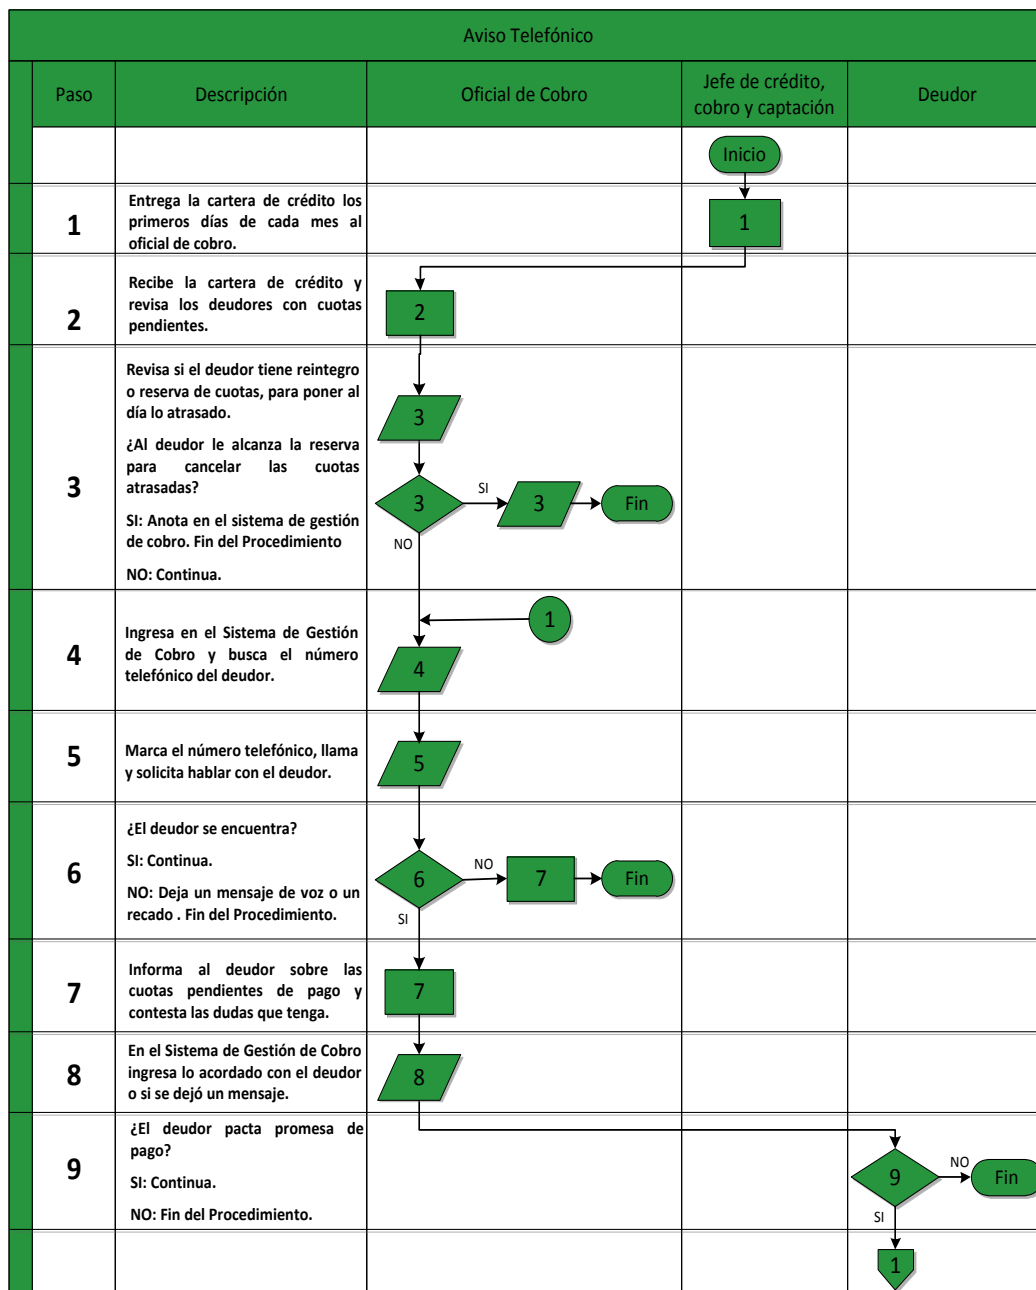 Aviso Telefónico
Paso
Descripción
Oficial de Cobro
Jefe de crédito,
cobro y captación
Deudor
Inicio
1
Entrega la cartera de crédito los
primeros días de cada mes al
oficial de cobro.
1
2
Recibe la cartera de crédito y
revisa los deudores con cuotas
pendientes.
2
3
Revisa si el deudor tiene reintegro
o reserva de cuotas, para poner al
día lo atrasado.
¿Al deudor le alcanza la reserva
para cancelar las cuotas
atrasadas?
SI: Anota en el sistema de gestión
de cobro. Fin del Procedimiento
NO: Continua.
3
3
SI
3
Fin
NO
4
Ingresa en el Sistema de Gestión
de Cobro y busca el número
telefónico del deudor.
1
4
5
Marca el número telefónico, llama
y solicita hablar con el deudor.
5
6
¿El deudor se encuentra?
SI: Continua.
NO: Deja un mensaje de voz o un
recado . Fin del Procedimiento.
6
NO
7
Fin
SI
7
Informa al deudor sobre las
cuotas pendientes de pago y
contesta las dudas que tenga.
7
8
En el Sistema de Gestión de Cobro
ingresa lo acordado con el deudor
o si se dejó un mensaje.
8
9
¿El deudor pacta promesa de
pago?
SI: Continua.
NO: Fin del Procedimiento.
9
NO
Fin
SI
1